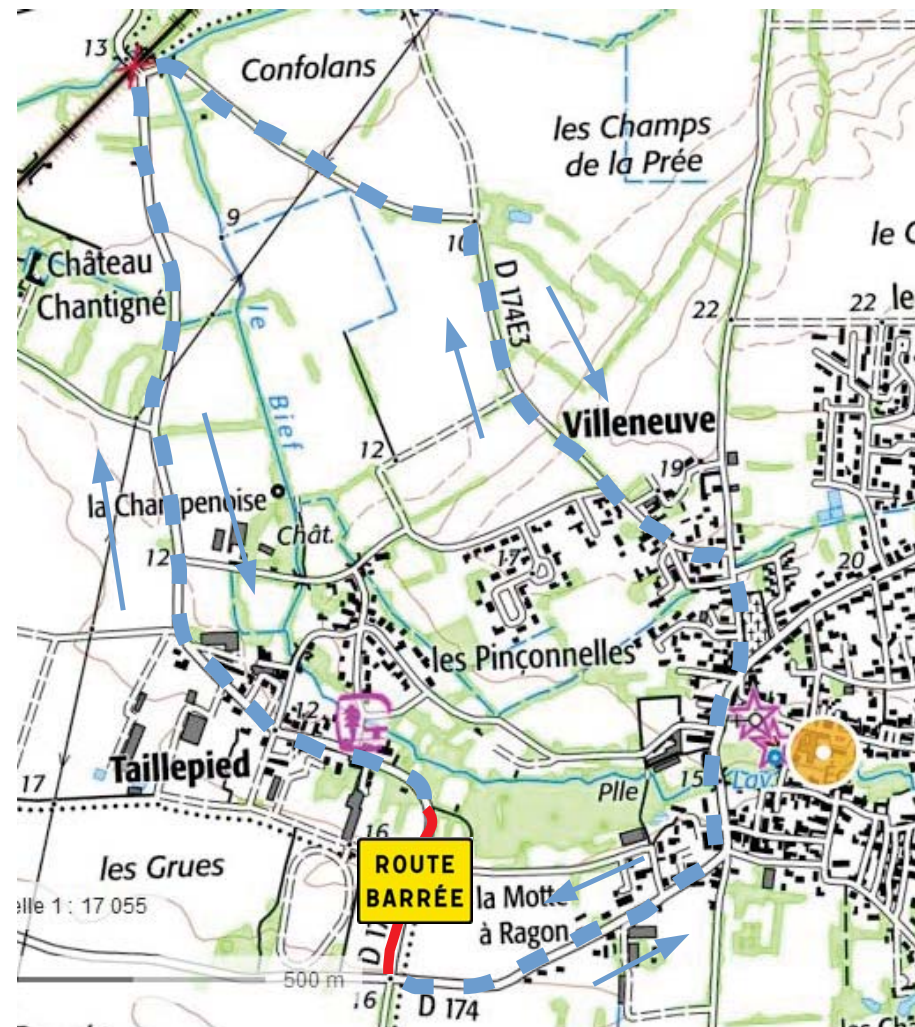 13
Confolans
les Champs
de la Prée
9
10
le
Château
Chantigné
D 174E3
22
22
le
le
Bief
Villeneuve
12
19
la Champenoise
Chât.
12
17
20
les Pinçonnelles
12
Taillepied
17
Plle
15
Lav.
16
ROUTE
BARRÉE
les Grues
la Motte
à Ragon
elle 1 : 17 055
500 m
16
D 174